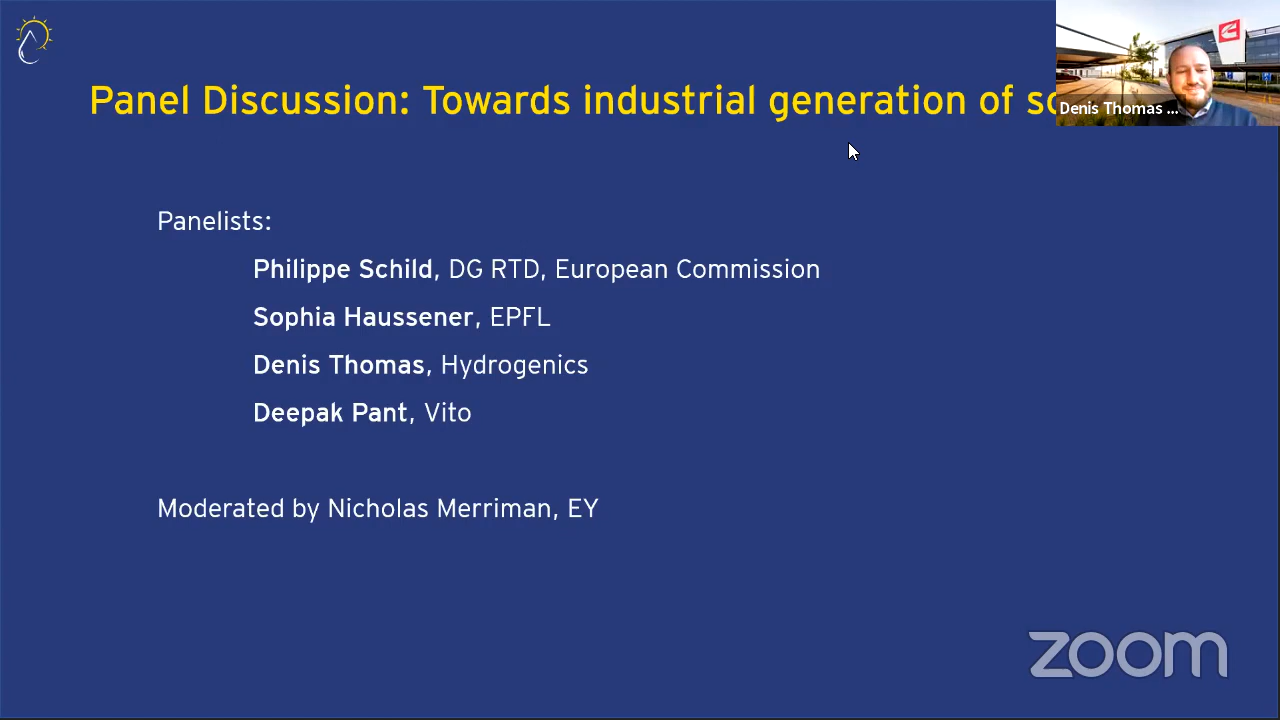 Panel Discussion: Towards industrial generation of
Denis Thomas ...
Panelists:
Philippe Schild, DG RTD, European Commission
Sophia Haussener, EPFL
Denis Thomas, Hydrogenics
Deepak Pant, Vito
Moderated by Nicholas Merriman, EY
zoom